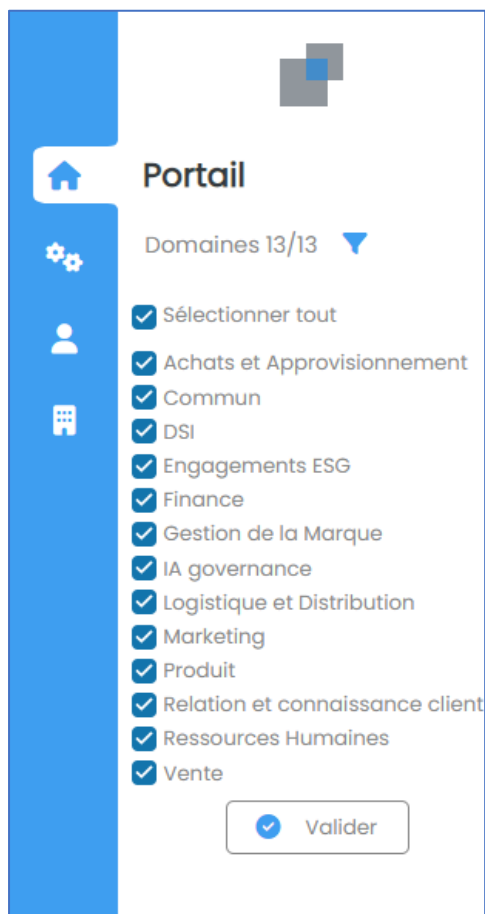 Portail
Domaines 13/13
Sélectionner tout
Achats et Approvisionnement
Commun
DSI
Engagements ESG
Finance
Gestion de la Marque
IA governance
Logistique et Distribution
Marketing
Produit
Relation et connaissance client
Ressources Humaines
Vente
Valider